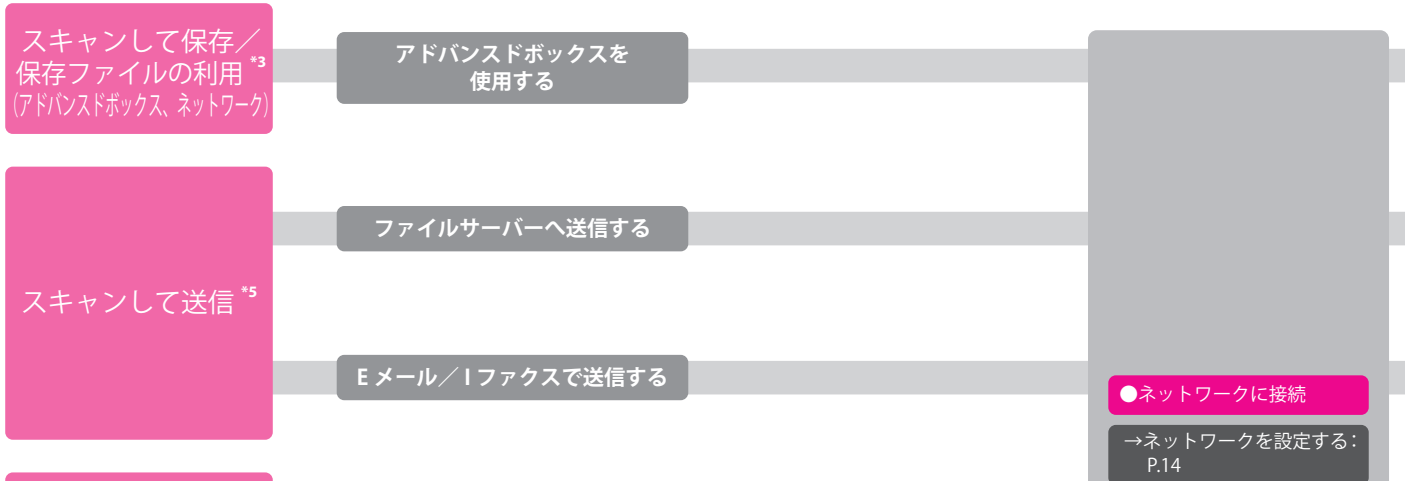 スキャンして保存／
保存ファイルの利用 *3
(アドバンスドボックス、ネットワーク)
アドバンスドボックスを
使用する
スキャンして送信 *5
ファイルサーバーへ送信する
E メール／ I ファクスで送信する
●ネットワークに接続
→ネットワークを設定する：
P.14